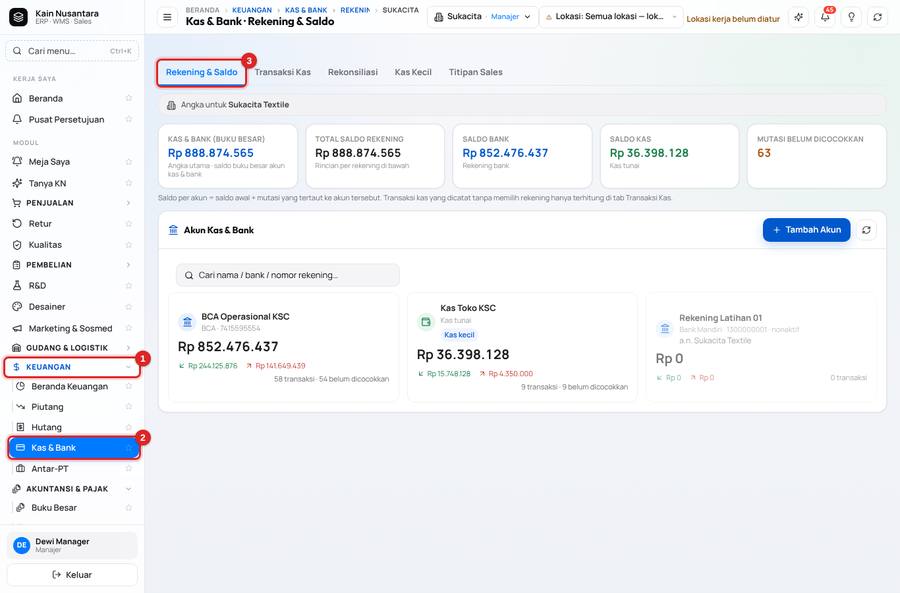 Kain Nusantara
ERP · WMS · Sales
Cari menu... Ctrl+K
KERJA SAYA
Beranda
Pusat Persetujuan
MODUL
Meja Saya
Tanya KN
PENJUALAN
Retur
Kualitas
PEMBELIAN
R&D
Desainer
Marketing & Sosmed
GUDANG & LOGISTIK
KEUANGAN
1
Beranda Keuangan
Piutang
Hutang
Kas & Bank
2
Antar-PT
AKUNTANSI & PAJAK
Buku Besar
DE
Dewi Manager
Manajer
Keluar
BERANDA › KEUANGAN › KAS & BANK › REKENIN › SUKACITA
Kas & Bank · Rekening & Saldo
Sukacita · Manajer
Lokasi: Semua lokasi — lok...
Lokasi kerja belum diatur
45
3
Rekening & Saldo Transaksi Kas Rekonsiliasi Kas Kecil Titipan Sales
Angka untuk Sukacita Textile
KAS & BANK (BUKU BESAR)
Rp 888.874.565
Angka utama · saldo buku besar akun
kas & bank
TOTAL SALDO REKENING
Rp 888.874.565
Rincian per rekening di bawah
SALDO BANK
Rp 852.476.437
Rekening bank
SALDO KAS
Rp 36.398.128
Kas tunai
MUTASI BELUM DICOCOKKAN
63
Saldo per akun = saldo awal + mutasi yang tertaut ke akun tersebut. Transaksi kas yang dicatat tanpa memilih rekening hanya terhitung di tab Transaksi Kas.
Akun Kas & Bank
+ Tambah Akun
Cari nama / bank / nomor rekening...
BCA Operasional KSC
BCA · 7415595554
Rp 852.476.437
Rp 244.125.876 Rp 141.649.439
58 transaksi · 54 belum dicocokkan
Kas Toko KSC
Kas tunai
Kas kecil
Rp 36.398.128
Rp 15.748.128 Rp 4.350.000
9 transaksi · 9 belum dicocokkan
Rekening Latihan 01
Bank Mandiri · 1300000001 · nonaktif
a.n. Sukacita Textile
Rp 0
Rp 0 Rp 0
0 transaksi